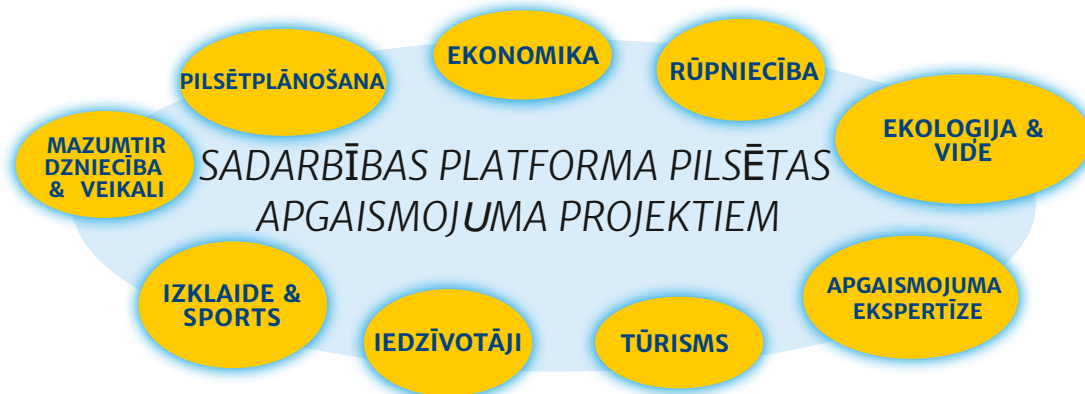 EKONOMIKA
RŪPNIECĪBA
PILSĒTPLĀNOŠANA
EKOLOĢIJA &
VIDE
MAZUMTIR
DZNIECĪBA
& VEIKALI
SADARBĪBAS PLATFORMA PILSĒTAS
APGAISMOJUMA PROJEKTIEM
IZKLAIDE &
SPORTS
APGAISMOJUMA
EKSPERTĪZE
IEDZĪVOTĀJI
TŪRISMS